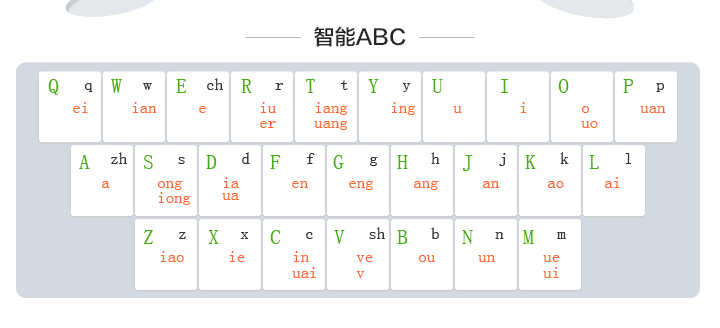 智能ABC
Q q W w E ch R r T t Y y U I O P p
ei ian e iu iang ing u i o uan
er uang uo
A zh S s D d F f G g H h J j K k L l
a ong ia en eng ang an ao ai
iong ua
Z z X x C c V sh B b N n M m
iao ie in ve ou un ue
uai v ui